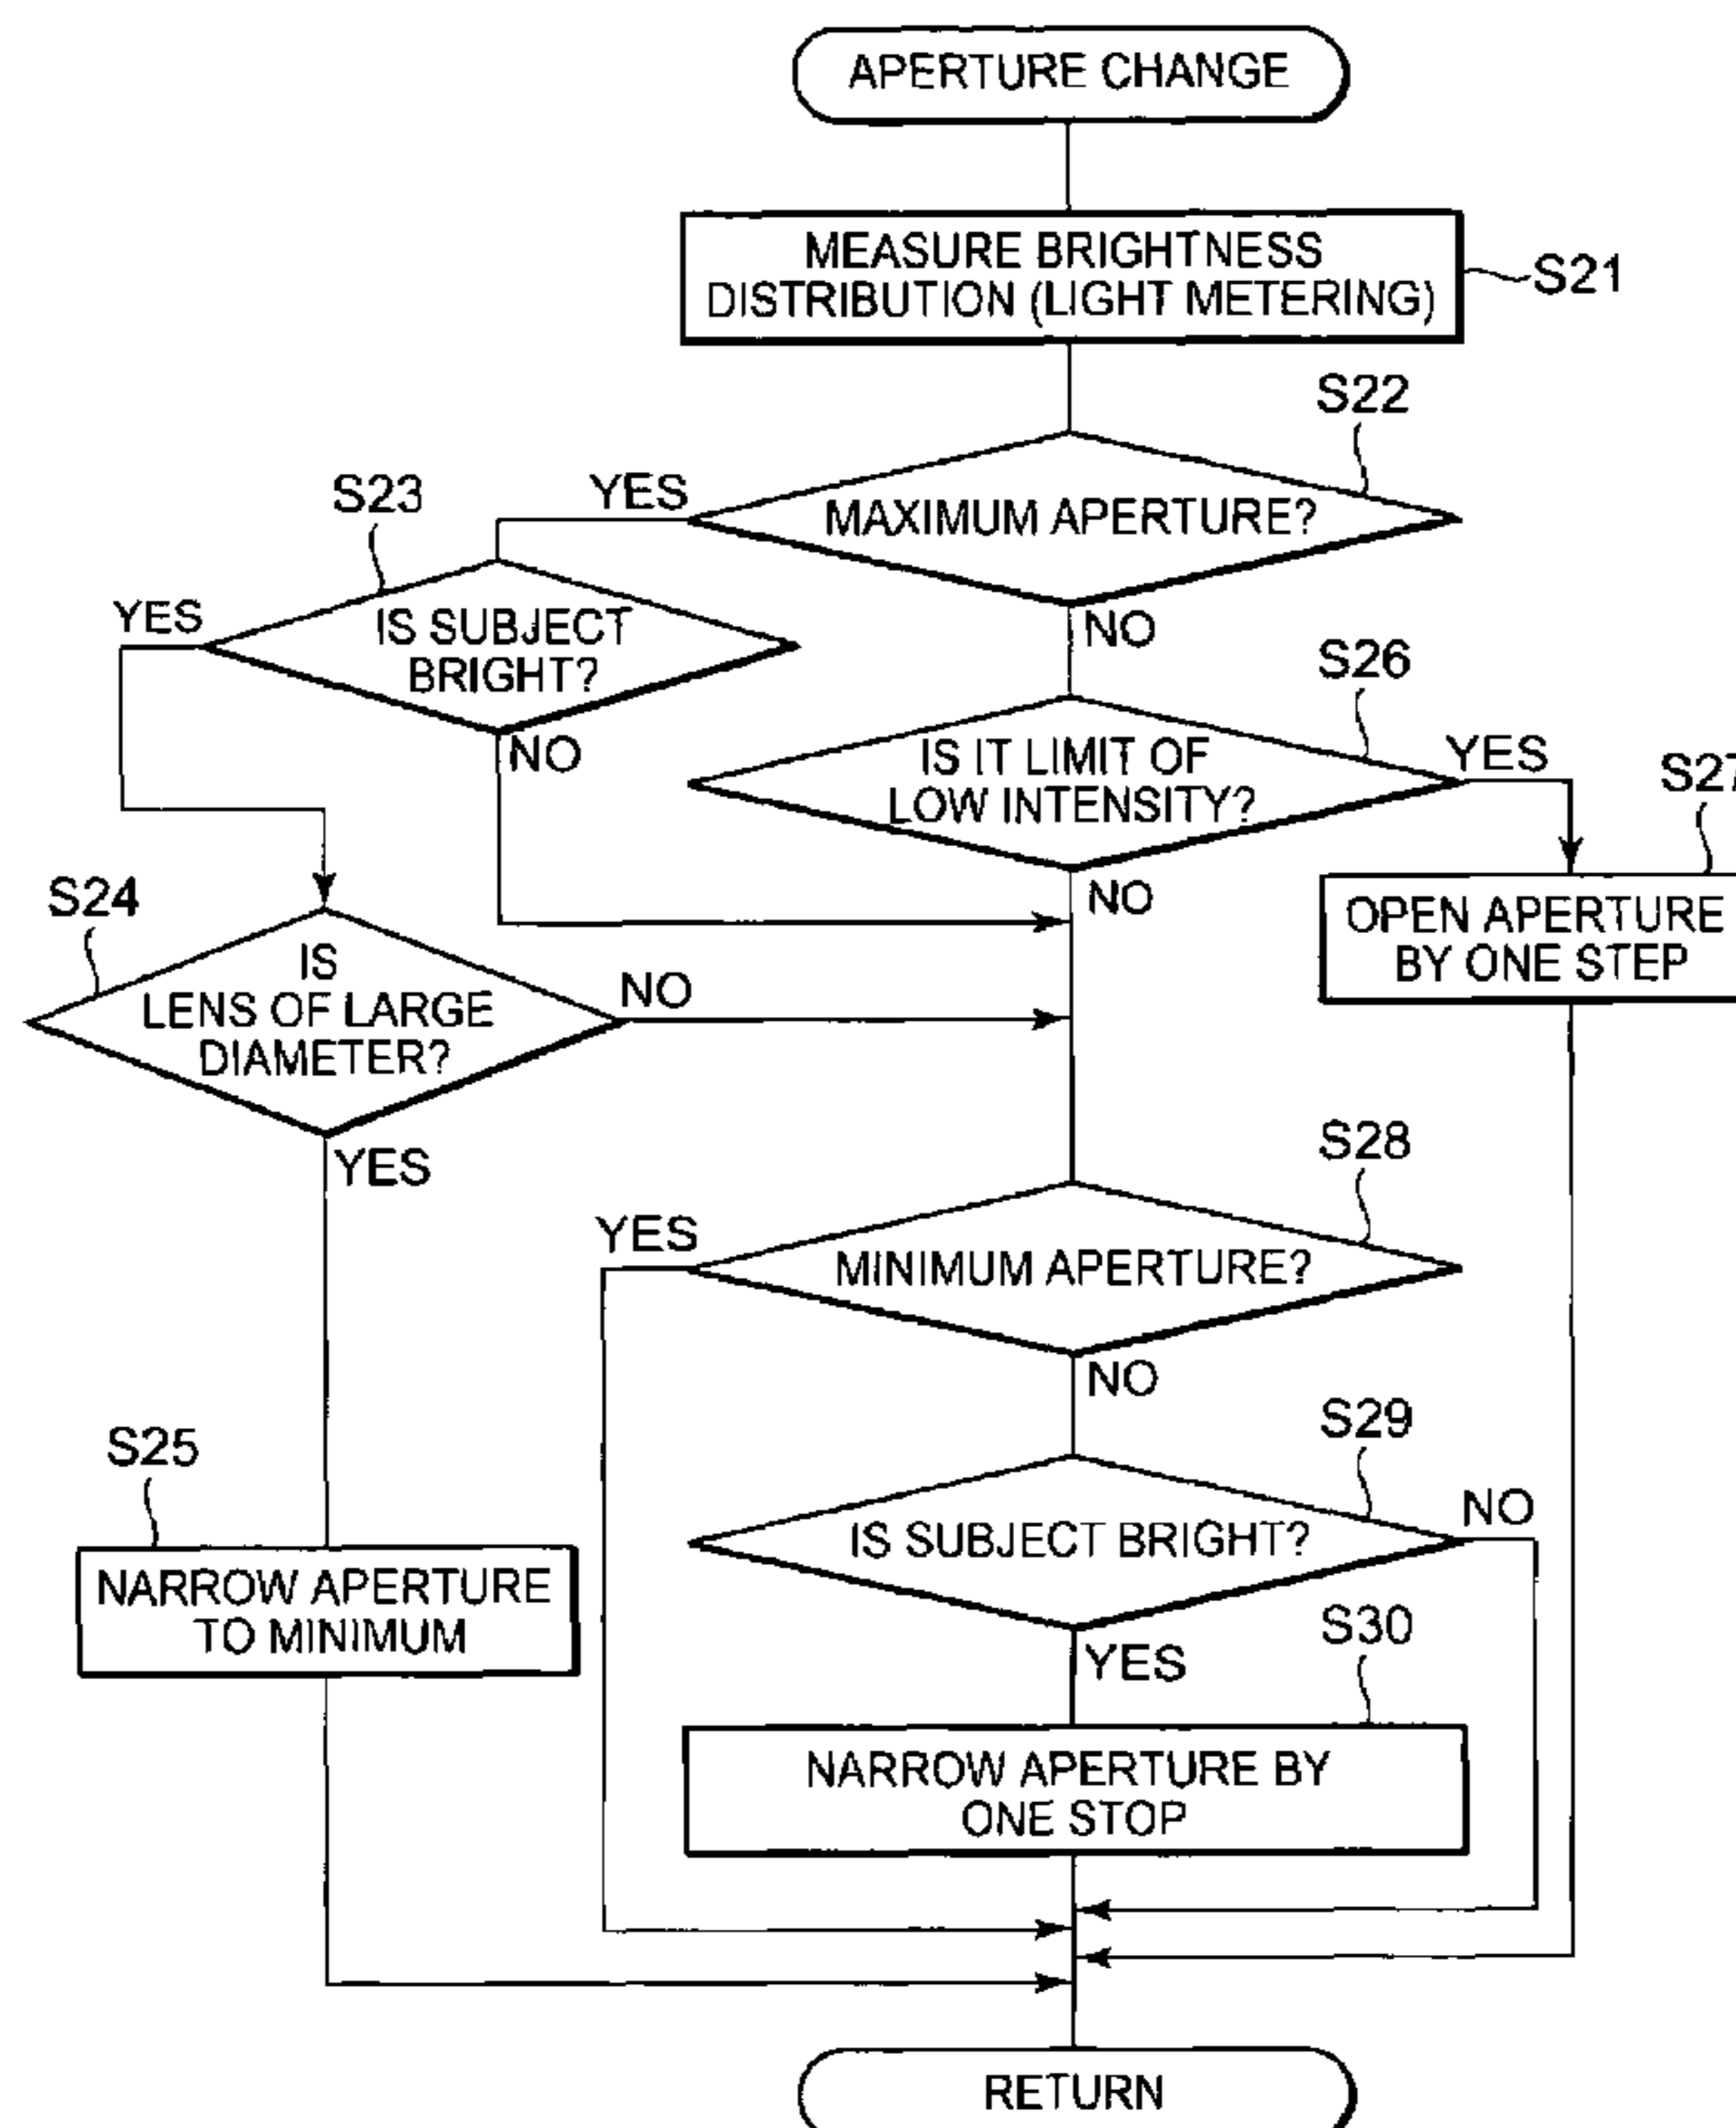 APERTURE CHANGE
MEASURE BRIGHTNESS
DISTRIBUTION (LIGHT METERING)
S21
S22
YES
MAXIMUM APERTURE?
NO
S23
YES
IS SUBJECT
BRIGHT?
NO
S26
IS IT LIMIT OF
LOW INTENSITY?
YES
NO
S27
OPEN APERTURE
BY ONE STEP
S24
IS
LENS OF LARGE
DIAMETER?
NO
YES
S28
YES
MINIMUM APERTURE?
NO
S25
NARROW APERTURE
TO MINIMUM
S29
IS SUBJECT BRIGHT?
NO
YES
S30
NARROW APERTURE BY
ONE STOP
RETURN